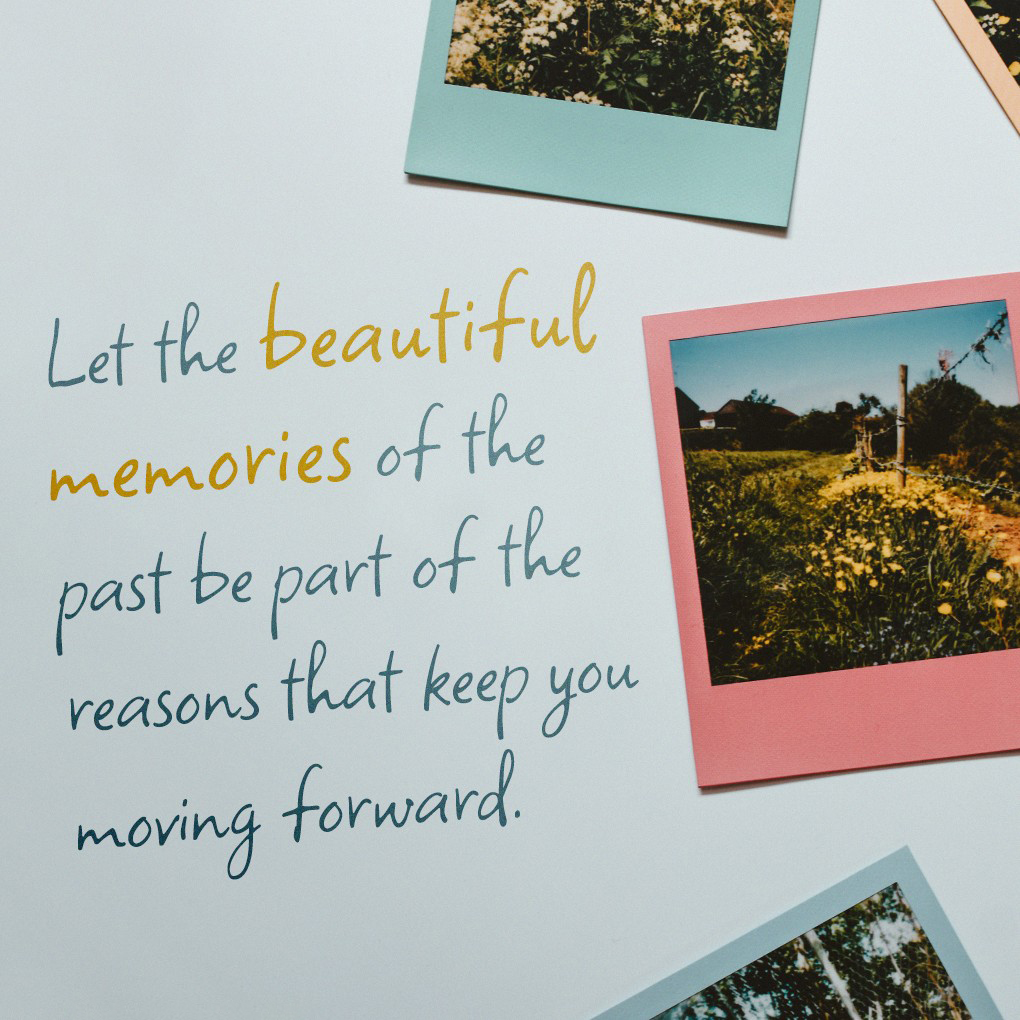 Let the beautiful
memories of the
past be part of the
reasons that keep you
moving forward.